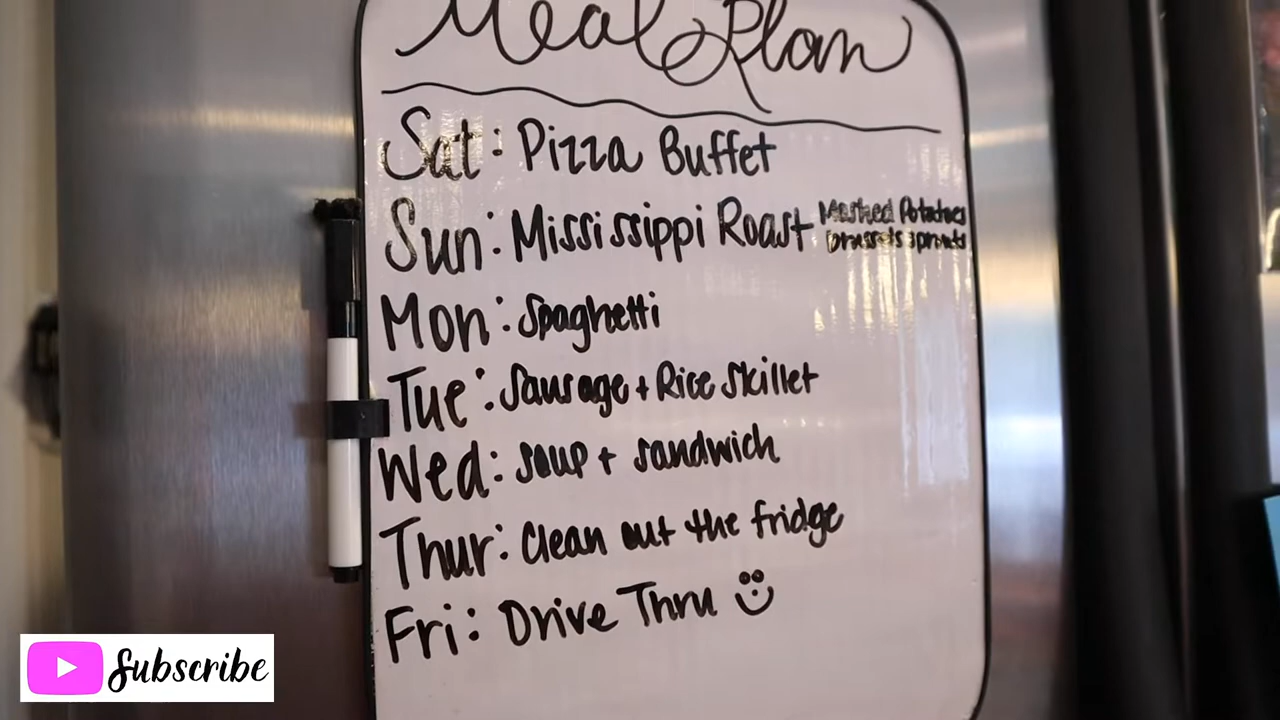 Meal Plan
Sat: Pizza Buffet
Sun: Mississippi Roast Mashed Potatoes
brussels sprouts
Mon: Spaghetti
Tue: Sausage + Rice Skillet
Wed: Soup + sandwich
Thur: Clean out the fridge
Fri: Drive Thru
Subscribe